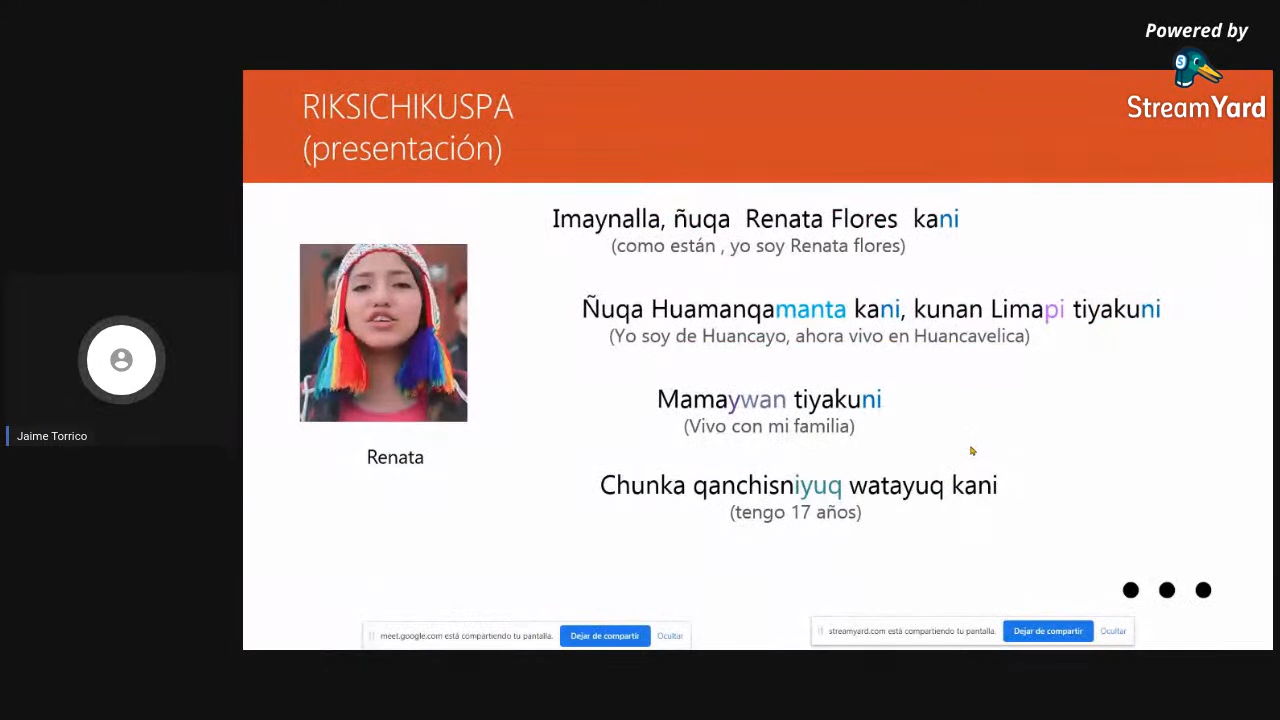 Powered by
StreamYard
RIKSICHIKUSPA
(presentación)
Imaynalla, ñuqa Renata Flores kani
(como están , yo soy Renata flores)
Ñuqa Huamanqamanta kani, kunan Limapi tiyakuni
(Yo soy de Huancayo, ahora vivo en Huancavelica)
Mamaywan tiyakuni
(Vivo con mi familia)
Jaime Torrico
Renata
Chunka qanchisniyuq watayuq kani
(tengo 17 años)
meet.google.com está compartiendo tu pantalla. Dejar de compartir Ocultar
streamyard.com está compartiendo tu pantalla. Dejar de compartir Ocultar